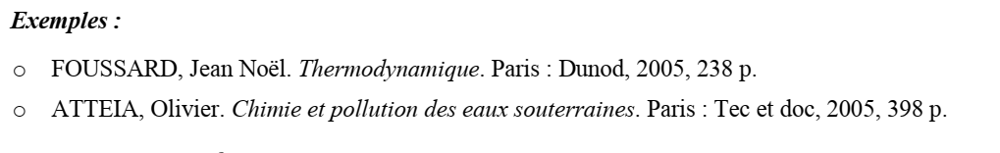 Exemples :
o FOUSSARD, Jean Noël. Thermodynamique. Paris : Dunod, 2005, 238 p.
o ATTEIA, Olivier. Chimie et pollution des eaux souterraines. Paris : Tec et doc, 2005, 398 p.